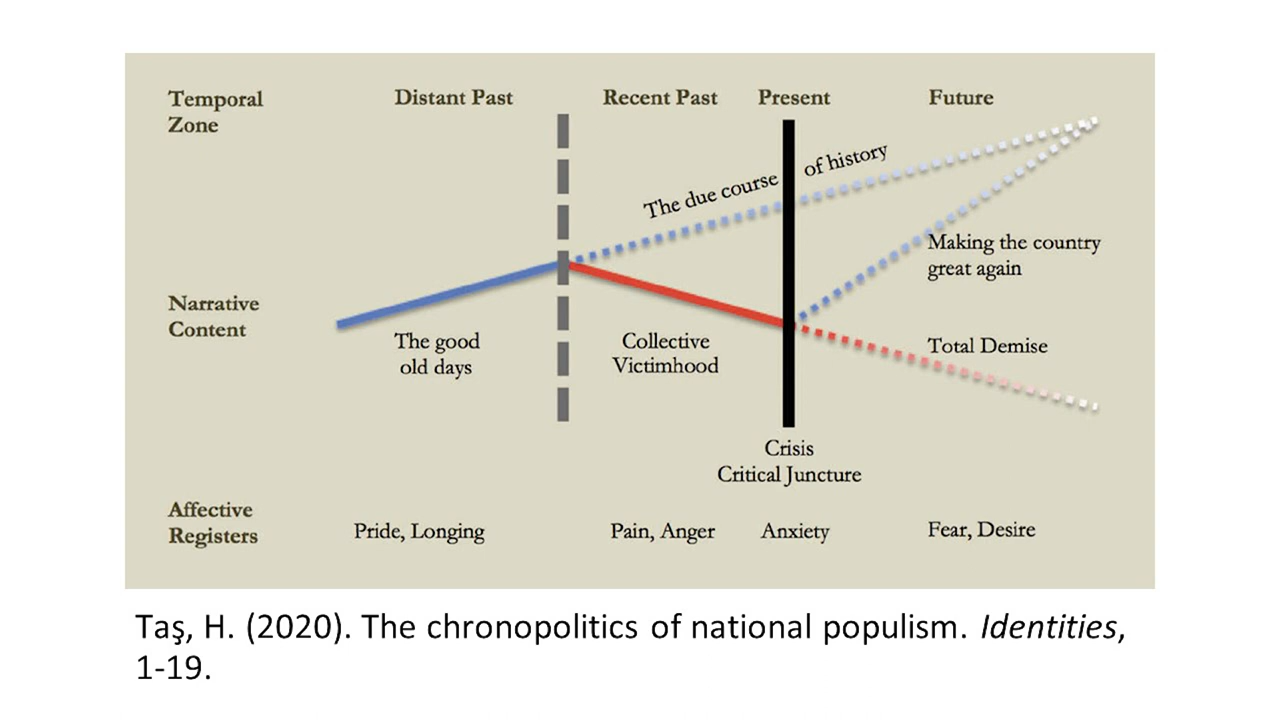 Temporal
Zone
Distant Past
Recent Past
Present
Future
The due course of history
Making the country
great again
Narrative
Content
The good
old days
Collective
Victimhood
Total Demise
Crisis
Critical Juncture
Affective
Registers
Pride, Longing
Pain, Anger
Anxiety
Fear, Desire
Taş, H. (2020). The chronopolitics of national populism. Identities,
1-19.